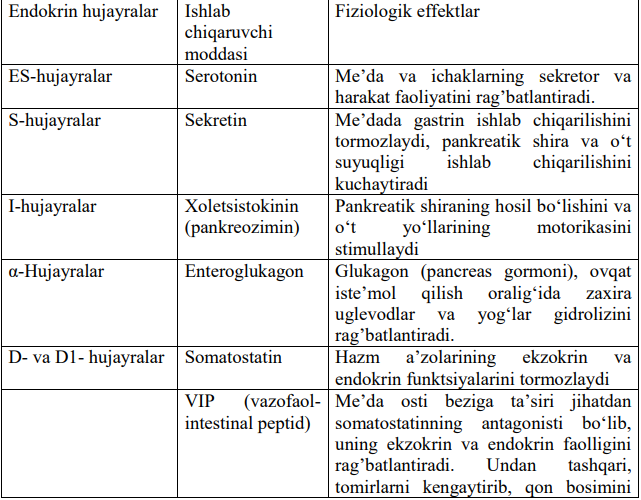 Endokrin hujayralar
Ishlab
chiqaruvchi
moddasi
Fiziologik effektlar
ES-hujayralar
Serotonin
Me’da va ichaklarning sekretor va
harakat faoliyatini rag’batlantiradi.
S-hujayralar
Sekretin
Me’dada gastrin ishlab chiqarilishini
tormozlaydi, pankreatik shira va o‘t
suyuqligi ishlab chiqarilishini
kuchaytiradi
I-hujayralar
Xoletsistokinin
(pankreozimin)
Pankreatik shiraning hosil bo‘lishini va
o‘t yo‘llarining motorikasini
stimullaydi
α-Hujayralar
Enteroglukagon
Glukagon (pancreas gormoni), ovqat
iste’mol qilish oralig‘ida zaxira
uglevodlar va yog‘lar gidrolizini
rag’batlantiradi.
D- va D1- hujayralar
Somatostatin
Hazm a’zolarining ekzokrin va
endokrin funktsiyalarini tormozlaydi
VIP (vazofaol-
intestinal peptid)
Me’da osti beziga ta’siri jihatdan
somatostatinning antagonisti bo‘lib,
uning ekzokrin va endokrin faolligini
rag’batlantiradi. Undan tashqari,
tomirlarni kengaytirib, qon bosimini